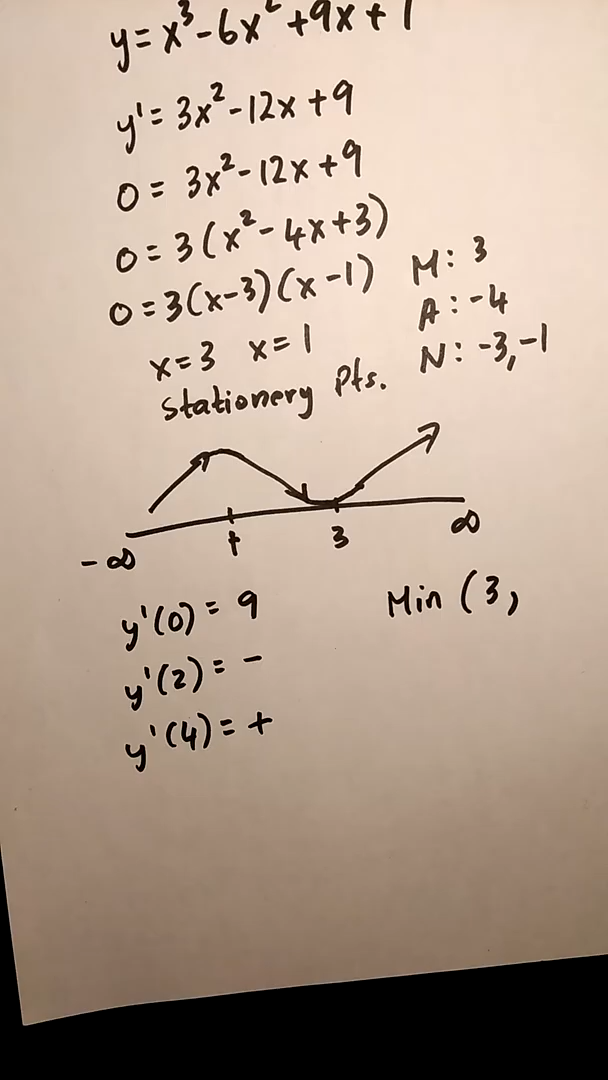 y = x³ - 6x² + 9x + 1
y' = 3x² - 12x + 9
0 = 3x² - 12x + 9
0 = 3(x² - 4x + 3)
0 = 3(x-3)(x-1)
M: 3
A: -4
N: -3, -1
x = 3 x = 1
Stationery Pts.
-∞ 1 3 ∞
y'(0) = 9
y'(2) = -
y'(4) = +
Min (3,